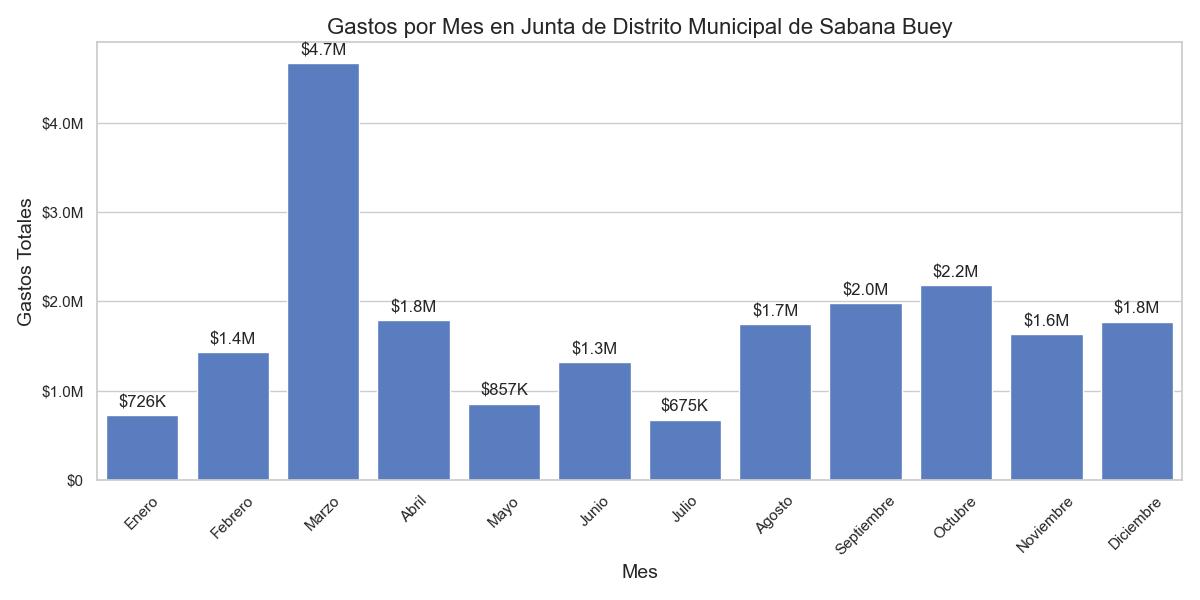 Gastos por Mes en Junta de Distrito Municipal de Sabana Buey
Gastos Totales
$4.0M
$3.0M
$2.0M
$1.0M
$0
$726K
$1.4M
$4.7M
$1.8M
$857K
$1.3M
$675K
$1.7M
$2.0M
$2.2M
$1.6M
$1.8M
Enero
Febrero
Marzo
Abril
Mayo
Junio
Julio
Agosto
Septiembre
Octubre
Noviembre
Diciembre
Mes